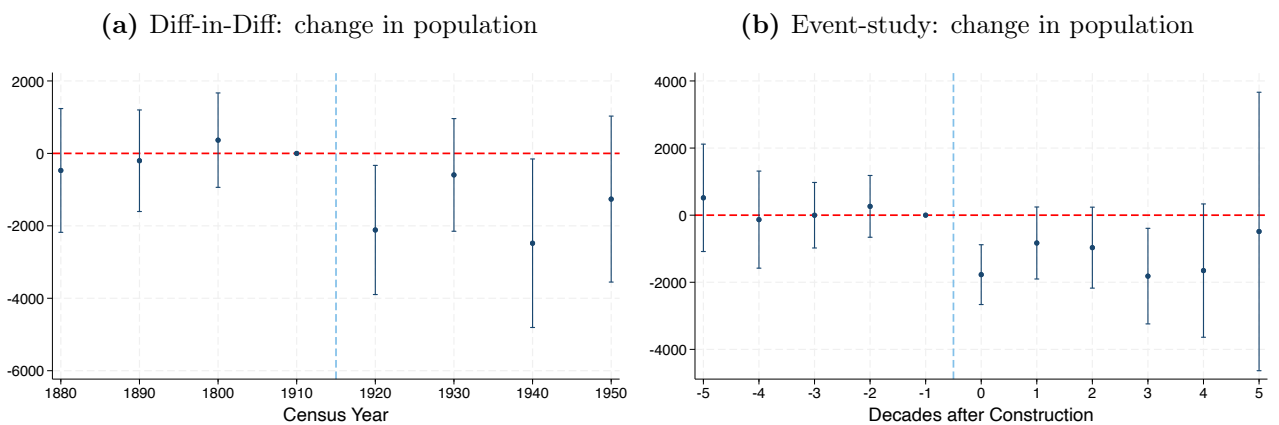 (a) Diff-in-Diff: change in population
2000
0
-2000
-4000
-6000
1880 1890 1800 1910 1920 1930 1940 1950
Census Year
(b) Event-study: change in population
4000
2000
0
-2000
-4000
-5 -4 -3 -2 -1 0 1 2 3 4 5
Decades after Construction